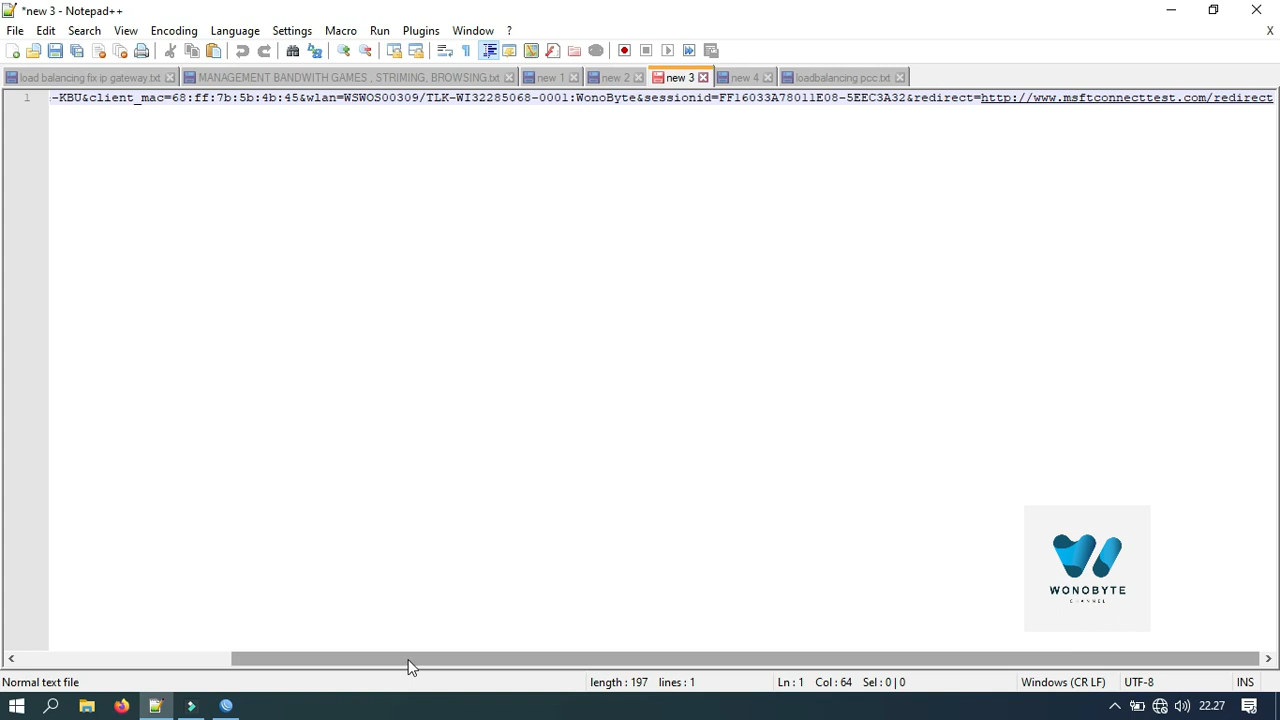 *new 3 - Notepad++
File Edit Search View Encoding Language Settings Tools Macro Run Plugins Window ? X
load balancing fix ip gateway.txt MANAGEMENT BANDWITH GAMES , STRIMING, BROWSING.txt new 1 new 2 new 3 new 4 loadbalancing pcc.txt
1 -KBU&client_mac=68:ff:7b:5b:4b:45&wlan=WSWOS00309/TLK-WI32285068-0001:WonoByte&sessionid=FF16033A78011E08-5EEC3A32&redirect=http://www.msftconnecttest.com/redirect
WONOBYTE
CHANNEL
Normal text file length : 197 lines : 1 Ln : 1 Col : 64 Sel : 0 | 0 Windows (CR LF) UTF-8 INS
22.27